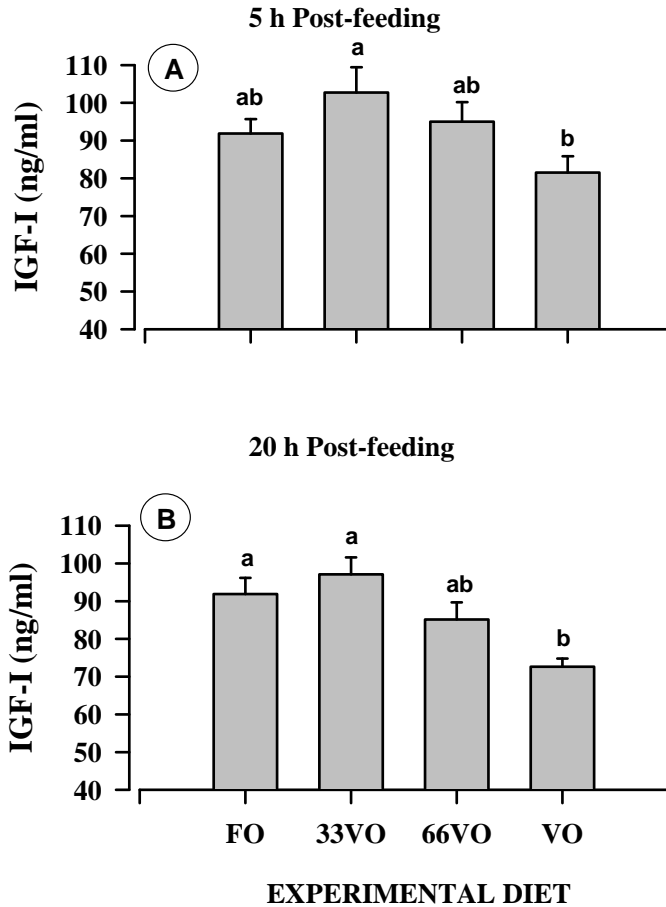 5 h Post-feeding
A
110
100
90
80
70
60
50
40
IGF-I (ng/ml)
ab
a
ab
b
20 h Post-feeding
B
110
100
90
80
70
60
50
40
IGF-I (ng/ml)
a
a
ab
b
FO 33VO 66VO VO
EXPERIMENTAL DIET